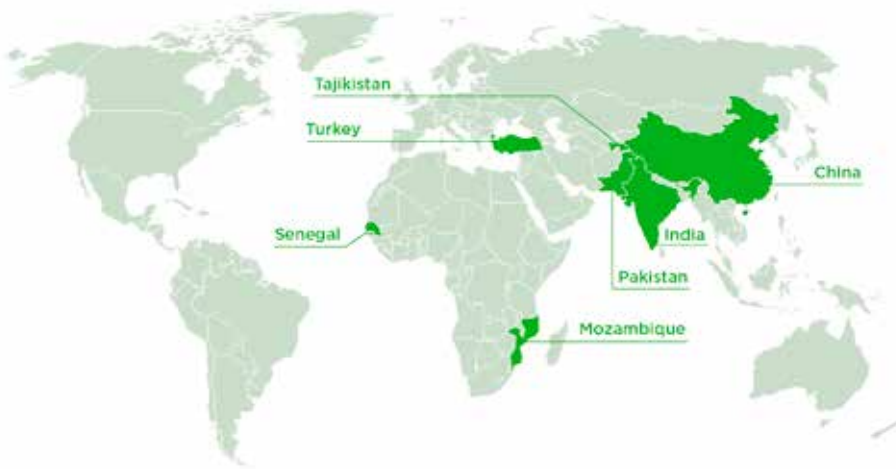 Tajikistan
Turkey
China
Senegal
India
Pakistan
Mozambique